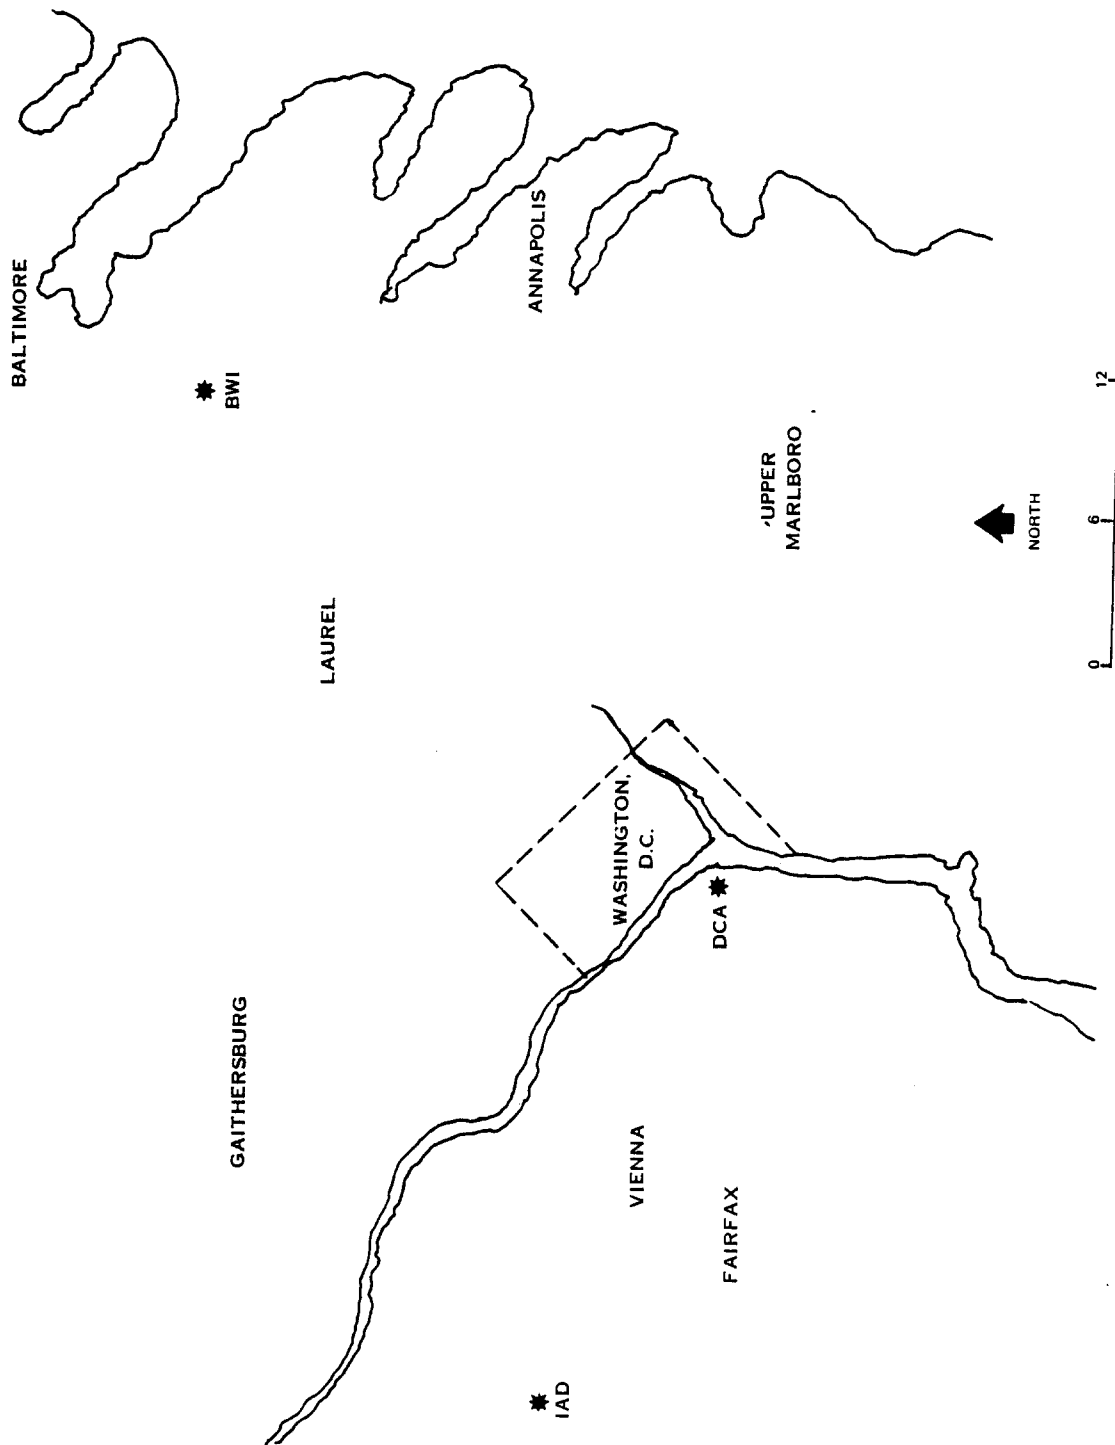 BALTIMORE
BWI
GAITHERSBURG
LAUREL
ANNAPOLIS
IAD
WASHINGTON,
D.C.
VIENNA
DCA
FAIRFAX
UPPER
MARLBORO
NORTH
0 6 12